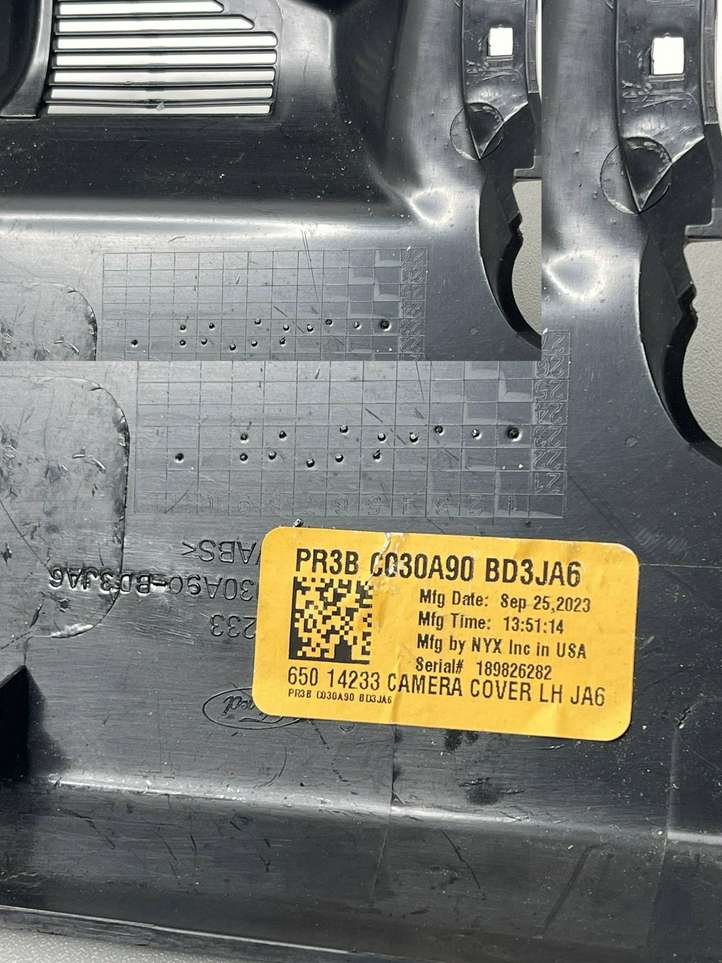 PR3B C030A90 BD3JA6
Mfg Date: Sep 25,2023
Mfg Time: 13:51:14
Mfg by NYX Inc in USA
Serial# 189826282
650 14233 CAMERA COVER LH JA6
PR3B C030A90 BD3JA6
ABS<
30A90-BD3JA6
233
Ford